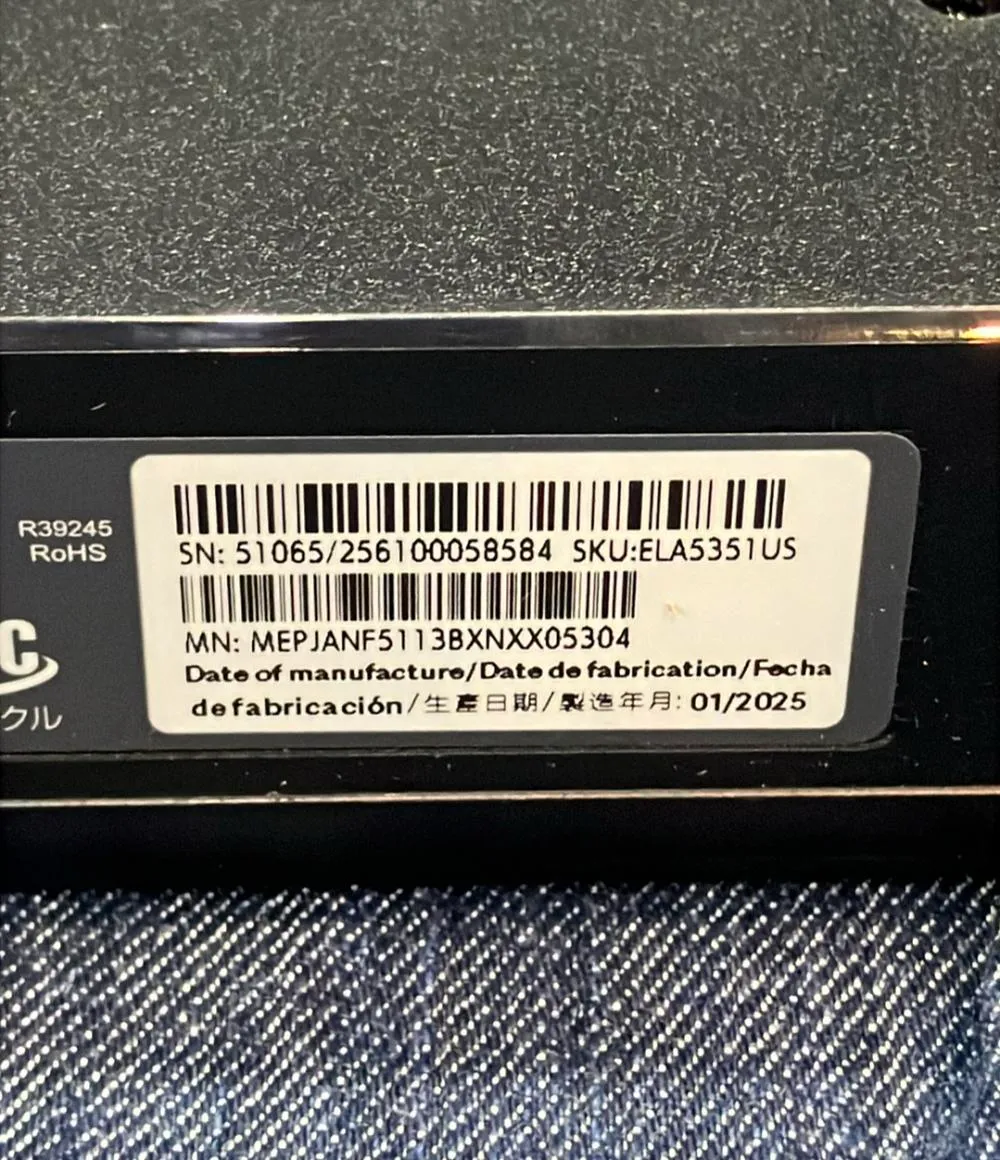 R39245
RoHS
C
クル
SN: 51065/256100058584 SKU:ELA5351US
MN: MEPJANF5113BXNXX05304
Date of manufacture/Date de fabrication/Fecha
de fabricación/生產日期/製造年月: 01/2025